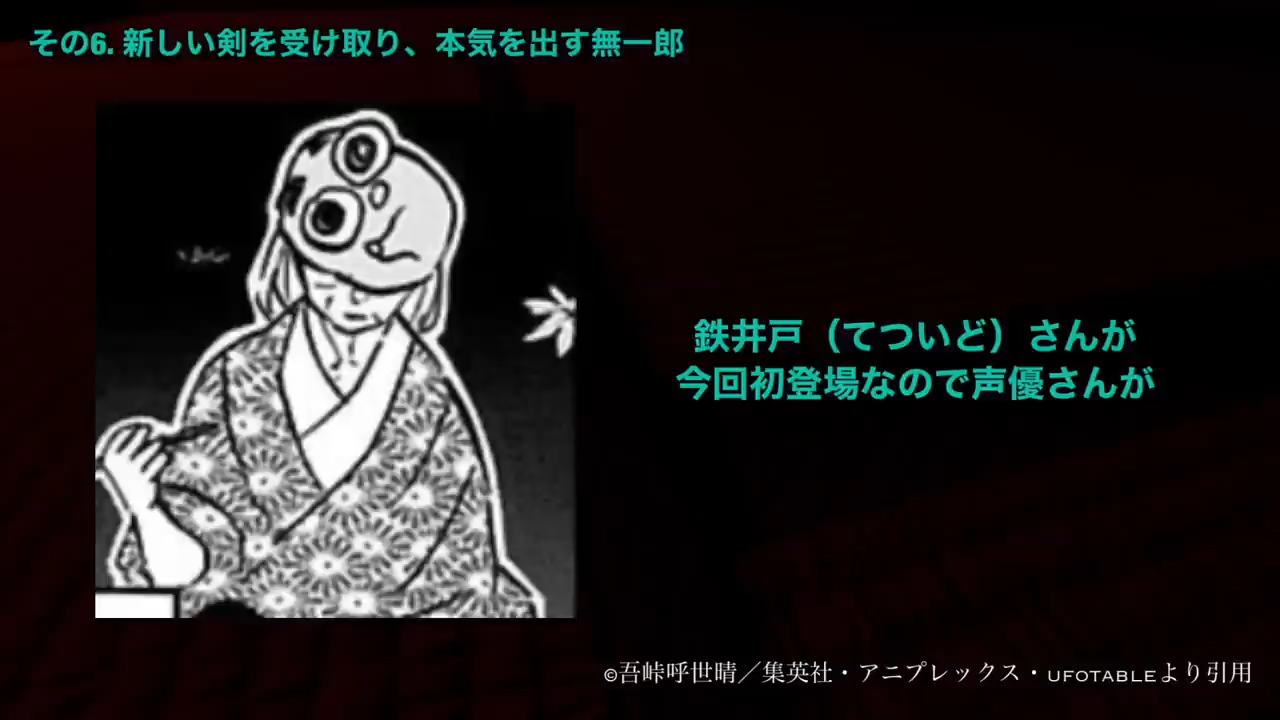 その6. 新しい剣を受け取り、本気を出す無一郎
鉄井戸（てついど）さんが
今回初登場なので声優さんが
©吾峠呼世晴／集英社・アニプレックス・UFOTABLEより引用